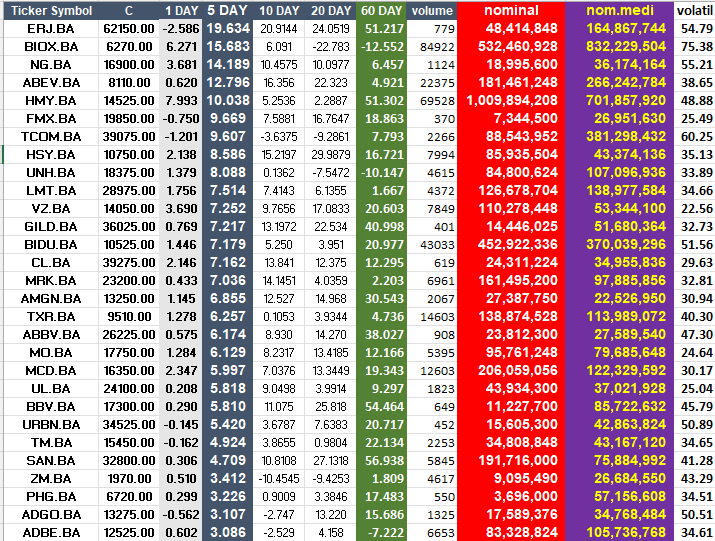 Ticker Symbol C 1 DAY 5 DAY 10 DAY 20 DAY 60 DAY volume nominal nom.medi volatil
ERJ.BA 62150.00 -2.586 19.634 20.9144 24.0519 51.217 779 48,414,848 164,867,744 54.79
BIOX.BA 6270.00 6.271 15.683 6.091 -22.783 -12.552 84922 532,460,928 832,229,504 75.38
NG.BA 16900.00 3.681 14.189 10.4575 10.0977 6.457 1124 18,995,600 36,174,164 55.21
ABEV.BA 8110.00 0.620 12.796 16.356 22.323 4.921 22375 181,461,248 266,242,784 38.65
HMY.BA 14525.00 7.993 10.038 5.2536 2.2887 51.302 69528 1,009,894,208 701,857,920 48.88
FMX.BA 19850.00 -0.750 9.669 7.5881 16.7647 18.863 370 7,344,500 26,951,630 25.49
TCOM.BA 39075.00 -1.201 9.607 -3.6375 -9.2861 7.793 2266 88,543,952 381,298,432 60.25
HSY.BA 10750.00 2.138 8.586 15.2197 29.9879 16.721 7994 85,935,504 43,374,136 35.13
UNH.BA 18375.00 1.379 8.088 0.1362 -7.5472 -10.147 4615 84,800,624 107,096,936 33.89
LMT.BA 28975.00 1.756 7.514 7.4143 6.1355 1.667 4372 126,678,704 138,977,584 34.66
VZ.BA 14050.00 3.690 7.252 9.7656 17.0833 20.603 7849 110,278,448 53,344,100 22.56
GILD.BA 36025.00 0.769 7.217 13.1972 22.534 40.998 401 14,446,025 51,680,364 32.73
BIDU.BA 10525.00 1.446 7.179 5.250 3.951 20.977 43033 452,922,336 370,039,296 51.56
CL.BA 39275.00 2.146 7.162 13.841 12.375 12.295 619 24,311,224 34,955,836 29.63
MRK.BA 23200.00 0.433 7.036 14.1451 4.0359 2.203 6961 161,495,200 97,885,856 32.81
AMGN.BA 13250.00 1.145 6.855 12.527 14.968 30.543 2067 27,387,750 22,526,950 30.94
TXR.BA 9510.00 1.278 6.257 0.1053 3.9344 4.736 14603 138,874,528 113,989,072 40.30
ABBV.BA 26225.00 0.575 6.174 8.930 14.270 38.027 908 23,812,300 27,589,540 47.30
MO.BA 17750.00 1.284 6.129 8.2317 13.4185 12.166 5395 95,761,248 79,685,648 24.64
MCD.BA 16350.00 2.347 5.997 7.0376 13.3449 19.343 12603 206,059,056 122,329,592 30.17
UL.BA 24100.00 0.208 5.818 9.0498 3.9914 9.297 1823 43,934,300 37,021,928 25.04
BBV.BA 17300.00 0.290 5.810 11.075 25.818 54.464 649 11,227,700 85,722,632 45.79
URBN.BA 34525.00 -0.145 5.420 3.6787 7.6383 20.717 452 15,605,300 42,863,824 50.89
TM.BA 15450.00 -0.162 4.924 3.8655 0.9804 22.134 2253 34,808,848 43,167,120 34.65
SAN.BA 32800.00 0.306 4.709 10.8108 27.1318 56.938 5845 191,716,000 75,884,992 41.28
ZM.BA 1970.00 0.510 3.412 -10.4545 -9.4253 1.809 4617 9,095,490 26,684,550 43.29
PHG.BA 6720.00 0.299 3.226 0.9009 3.3846 17.483 550 3,696,000 57,156,608 34.51
ADGO.BA 13275.00 -0.562 3.107 -2.747 13.220 15.686 1325 17,589,376 34,768,484 50.51
ADBE.BA 12525.00 0.602 3.086 -2.529 4.158 -7.222 6653 83,328,824 105,736,768 34.61